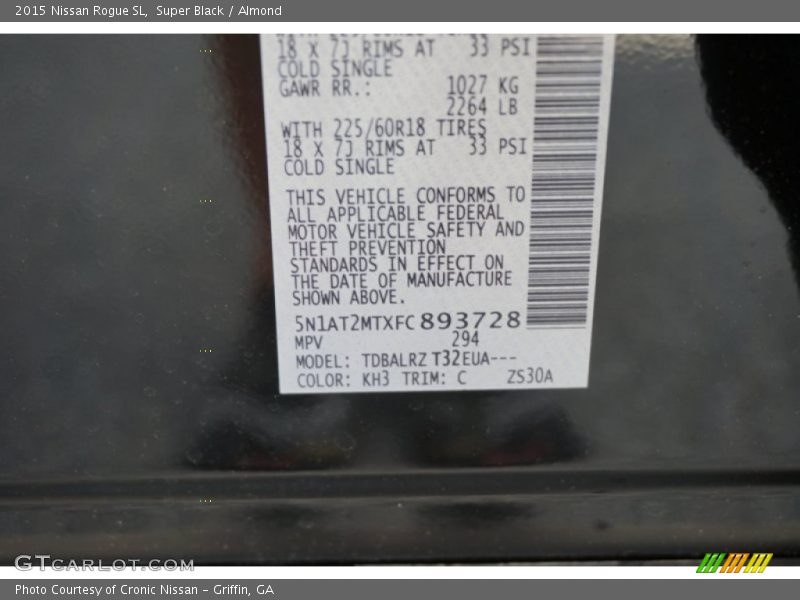 2015 Nissan Rogue SL, Super Black / Almond
18 X 7J RIMS AT 33 PSI
COLD SINGLE
GAWR RR.: 1027 KG
2264 LB
WITH 225/60R18 TIRES
18 X 7J RIMS AT 33 PSI
COLD SINGLE
THIS VEHICLE CONFORMS TO
ALL APPLICABLE FEDERAL
MOTOR VEHICLE SAFETY AND
THEFT PREVENTION
STANDARDS IN EFFECT ON
THE DATE OF MANUFACTURE
SHOWN ABOVE.
5N1AT2MTXFC893728
MPV 294
MODEL: TDBALRZ T32EUA---
COLOR: KH3 TRIM: C ZS30A
GTCARLOT.COM
Photo Courtesy of Cronic Nissan - Griffin, GA